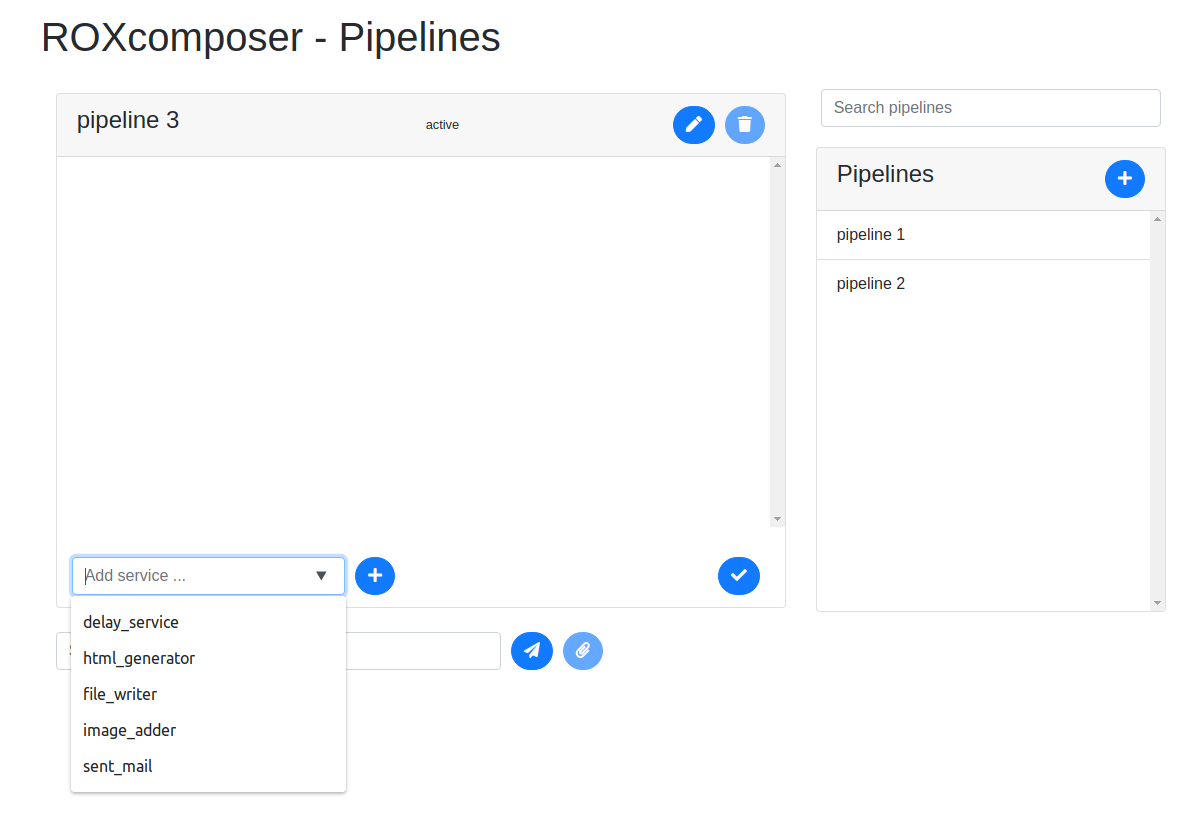 ROXcomposer - Pipelines
pipeline 3
active
Search pipelines
Pipelines
pipeline 1
pipeline 2
Add service ...
delay_service
html_generator
file_writer
image_adder
sent_mail